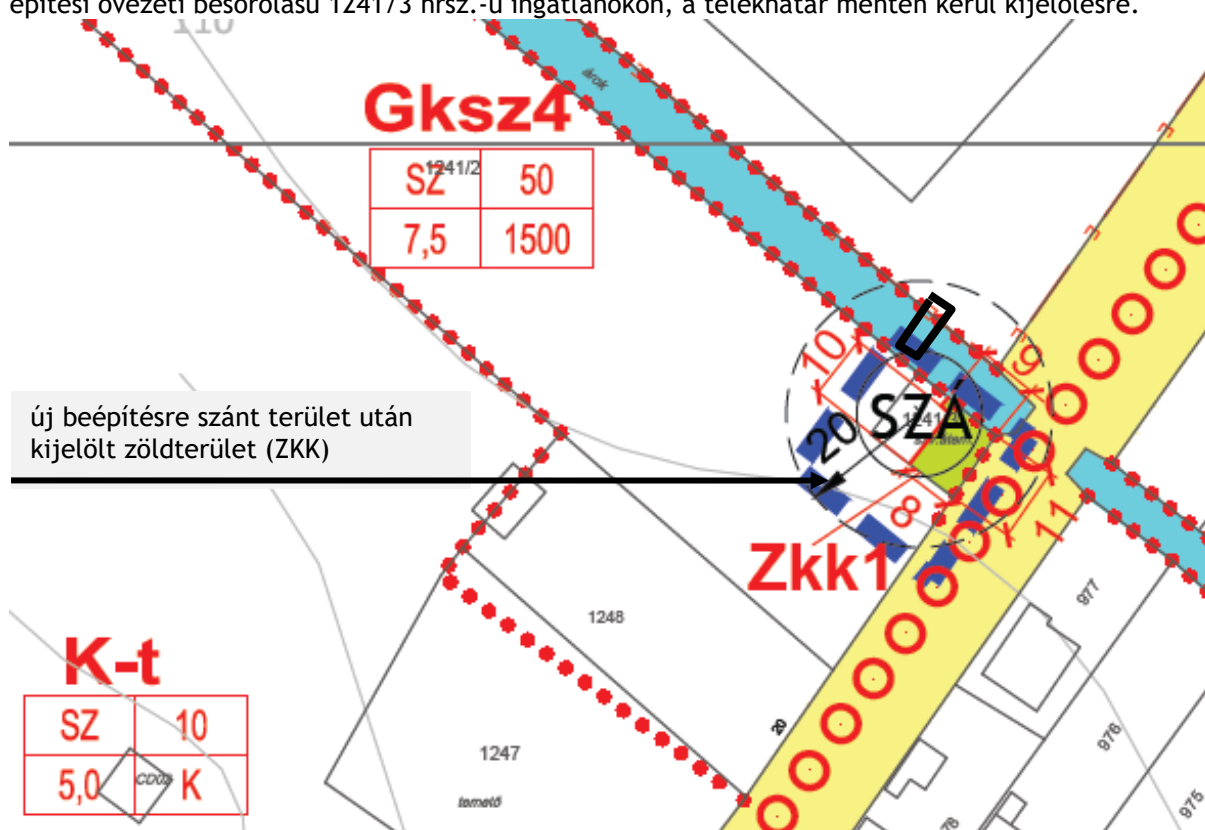 építési övezeti besorolású 1241/3 hrsz.-ú ingatlanokon, a telekhatár mentén kerül kijelölésre.
110
árok
Gksz4
1241/2
SZ 50
7,5 1500
10
9
SZÁ
20
új beépítésre szánt terület után
kijelölt zöldterület (ZKK)
8
11
Zkk1
977
1248
K-t
SZ 10
5,0 K
1247
temető
20
976
975
78